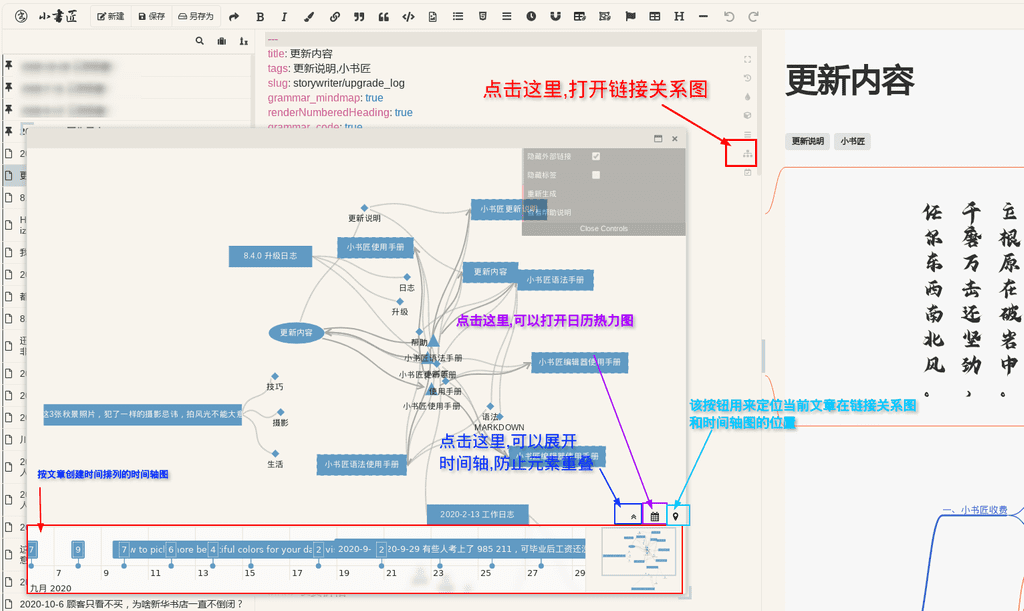 小书匠
新建
保存
另存为
B
I
H
---
title: 更新内容
tags: 更新说明,小书匠
slug: storywriter/upgrade_log
grammar_mindmap: true
renderNumberedHeading: true
grammar_code: true
点击这里,打开链接关系图
更新内容
更新说明
小书匠
隐藏外部链接
隐藏标签
重新生成
Close Controls
更新说明
小书匠更新说明
小书匠使用手册
8.4.0 升级日志
更新内容
小书匠语法手册
日志
升级
点击这里,可以打开日历热力图
更新内容
帮助
小书匠语法手册
小书匠编辑器使用手册
使用手册
小书匠使用手册
技巧
这3张秋景照片，犯了一样的摄影忌讳，拍风光不能大意
摄影
语法
MARKDOWN
生活
小书匠语法使用手册
小书匠编辑器使用手册
点击这里,可以展开
时间轴,防止元素重叠
该按钮用来定位当前文章在链接关系图
和时间轴图的位置
按文章创建时间排列的时间轴图
2020-2-13 工作日志
7
9
7
w to pick
6
ore be
4
tiful colors for your da
2
2020-9-
2
20-9-29 有些人考上了 985 211，可毕业后工资还没
7
9
11
13
15
17
19
21
23
25
27
29
九月 2020
2020-10-6 顾客只看不买，为啥新华书店一直不倒闭？
任尔东西南北风。
千磨万击还坚劲，
立根原在破岩中。
一、小书匠收费